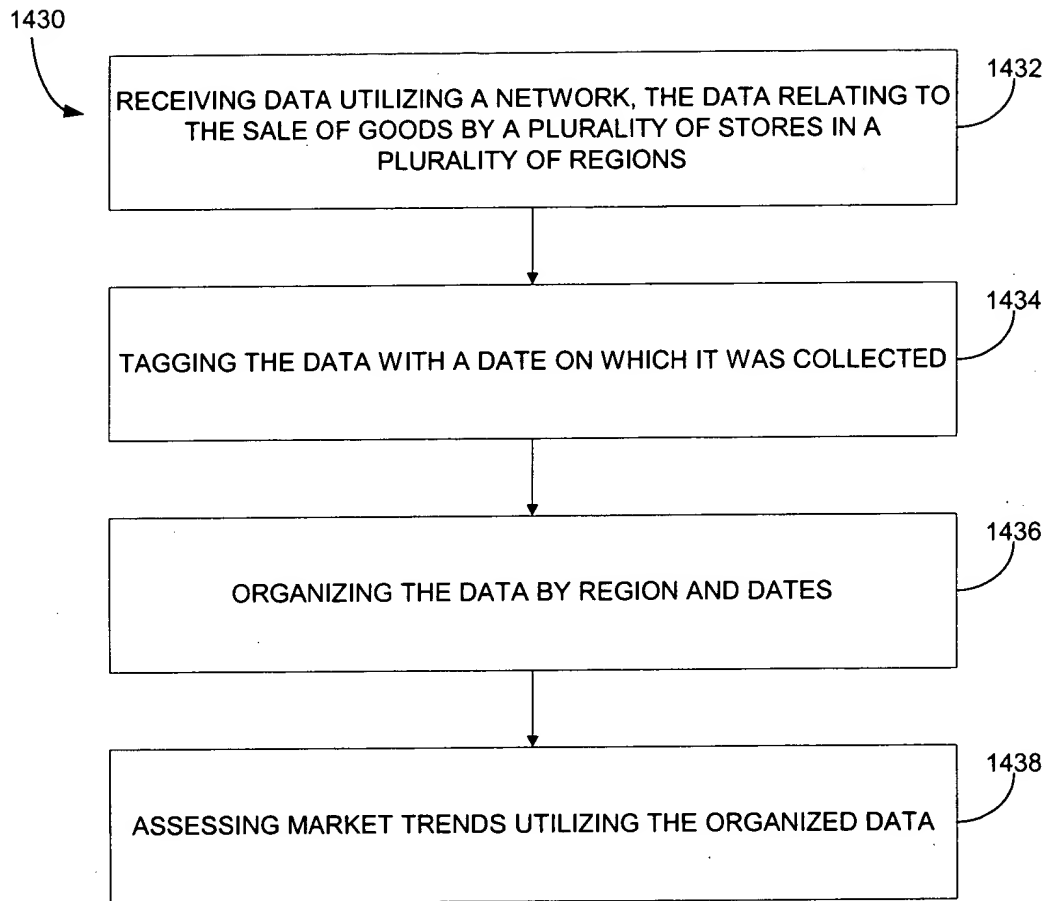 1430
RECEIVING DATA UTILIZING A NETWORK, THE DATA RELATING TO
THE SALE OF GOODS BY A PLURALITY OF STORES IN A
PLURALITY OF REGIONS
1432
TAGGING THE DATA WITH A DATE ON WHICH IT WAS COLLECTED
1434
ORGANIZING THE DATA BY REGION AND DATES
1436
ASSESSING MARKET TRENDS UTILIZING THE ORGANIZED DATA
1438